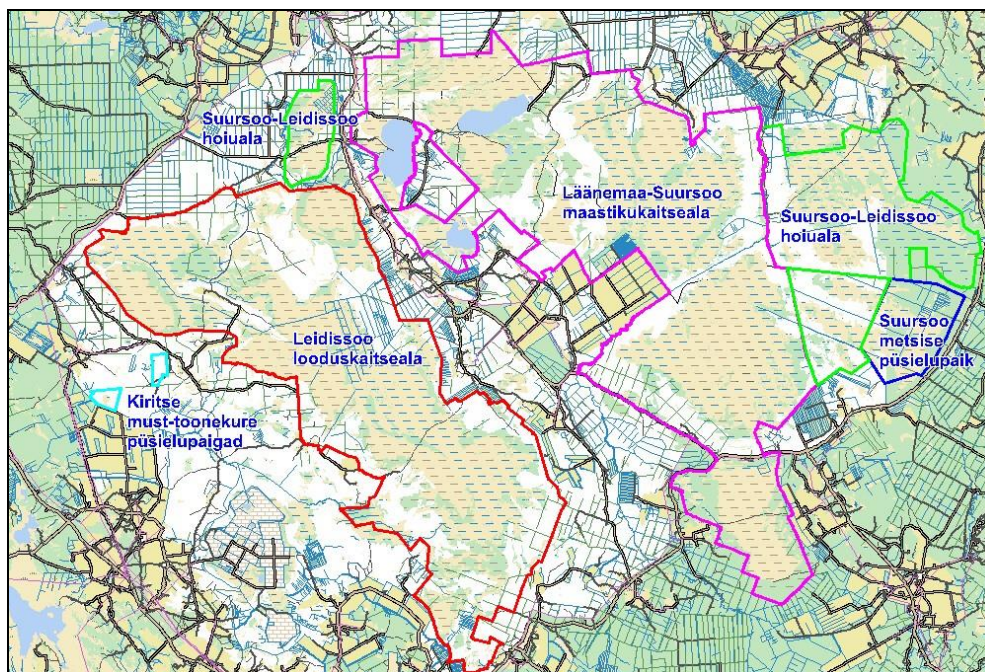 Suursoo-Leidissoo
hoiuala
Läänemaa-Suursoo
maastikukaitseala
Suursoo-Leidissoo
hoiuala
Leidissoo
looduskaitseala
Suursoo
metsise
püsielupaik
Kiritse
must-toonekure
püsielupaigad